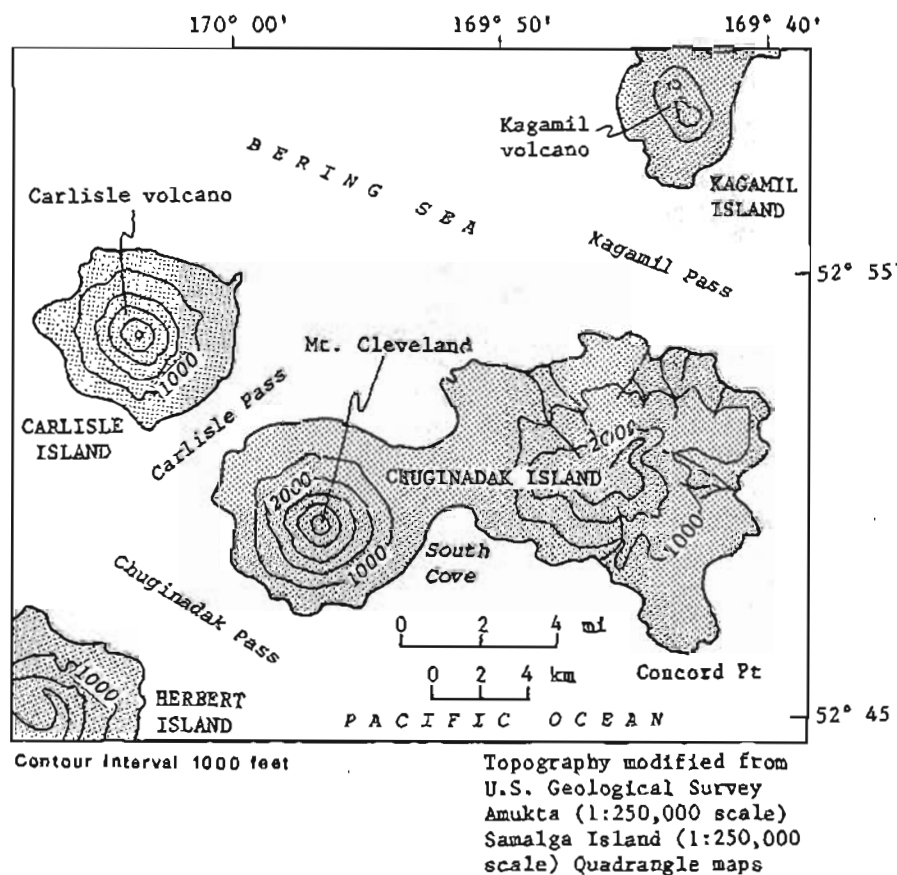 170° 00'
169° 50'
169° 40'
Kagamil
volcano
BERING SEA
KAGAMIL
ISLAND
Carlisle volcano
Kagamil Pass
52° 55'
Mt. Cleveland
1000
CARLISLE
ISLAND
Carlisle Pass
2000
2000
CHUGINADAK ISLAND
1000
1000
South
Cove
Chuginadak Pass
0 2 4 mi
0 2 4 km
Concord Pt
1000
HERBERT
ISLAND
PACIFIC OCEAN
52° 45
Contour Interval 1000 feet
Topography modified from
U.S. Geological Survey
Amukta (1:250,000 scale)
Samalga Island (1:250,000
scale) Quadrangle maps